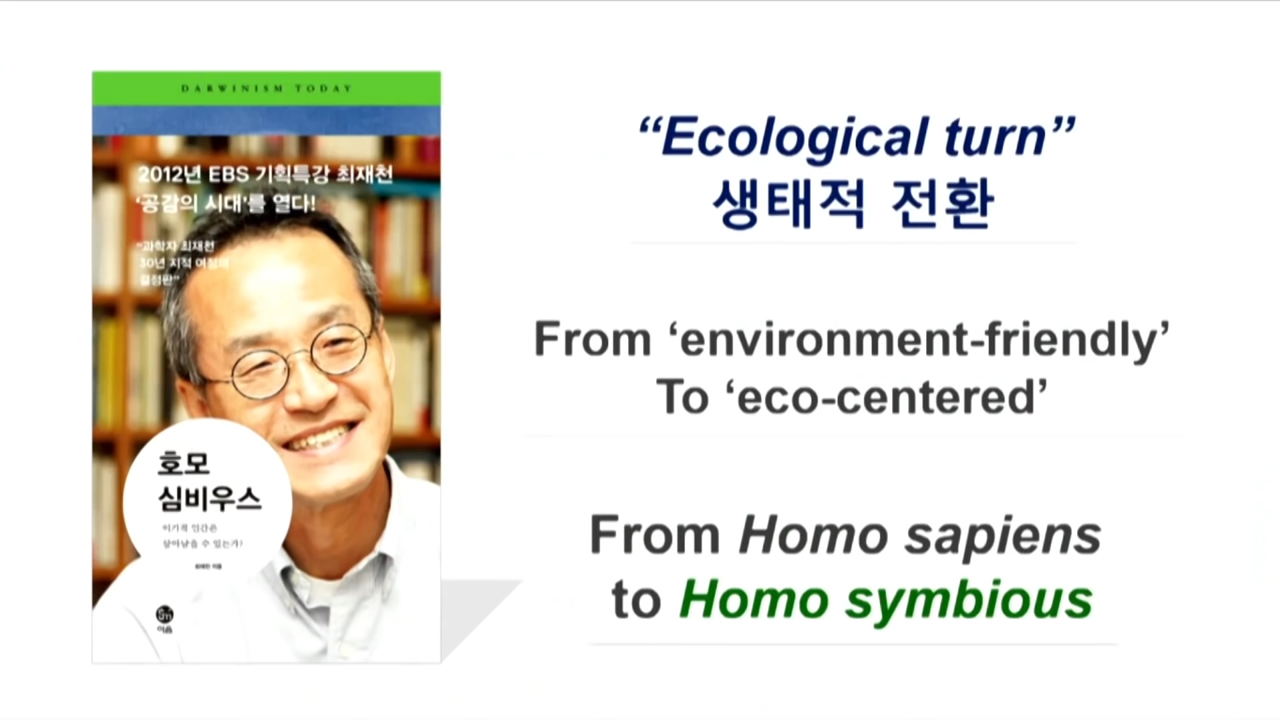 DARWINISM TODAY
2012년 EBS 기획특강 최재천
‘공감의 시대’를 열다!
“과학자 최재천
30년 지적 여정의
결정판”
호모
심비우스
이기적 인간은
살아남을 수 있는가?
최재천 지음
이음
“Ecological turn”
생태적 전환
From ‘environment-friendly’
To ‘eco-centered’
From Homo sapiens
to Homo symbious